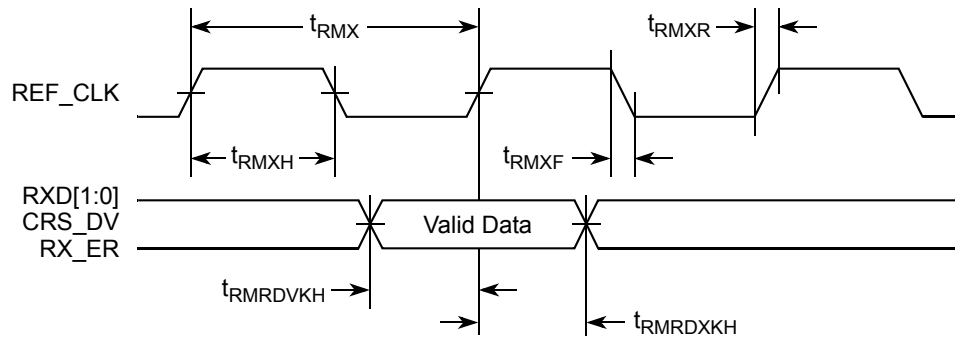 tRMX
tRMXR
REF_CLK
tRMXH
tRMXF
RXD[1:0]
CRS_DV
RX_ER
Valid Data
tRMRDVKH
tRMRDXKH